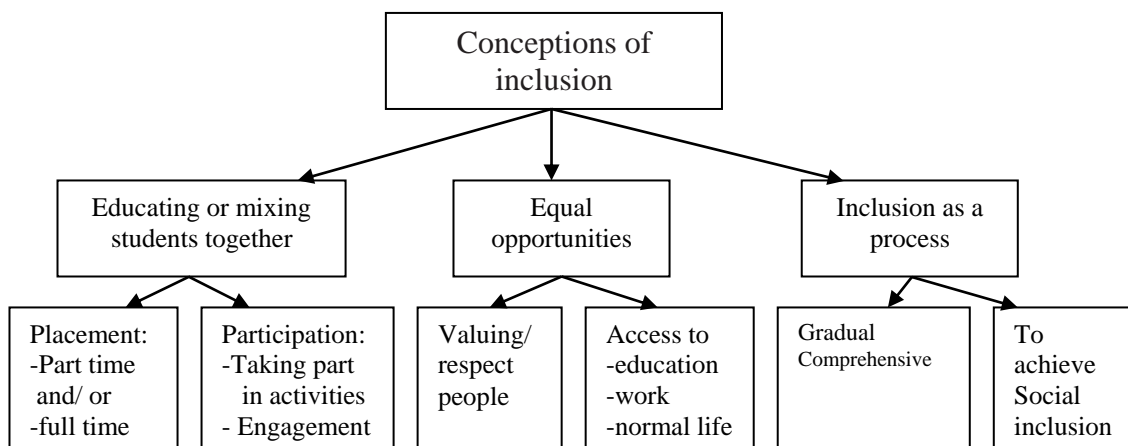 Conceptions of
inclusion
Educating or mixing
students together
Equal
opportunities
Inclusion as a
process
Placement:
-Part time
and/ or
-full time
Participation:
-Taking part
in activities
- Engagement
Valuing/
respect
people
Access to
-education
-work
-normal life
Gradual
Comprehensive
To
achieve
Social
inclusion